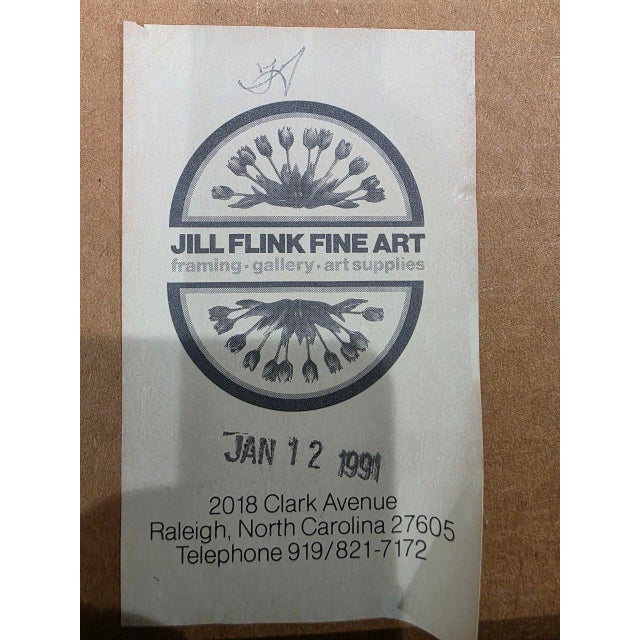 JILL FLINK FINE ART
framing • gallery • art supplies
JAN 12 1991
2018 Clark Avenue
Raleigh, North Carolina 27605
Telephone 919/821-7172